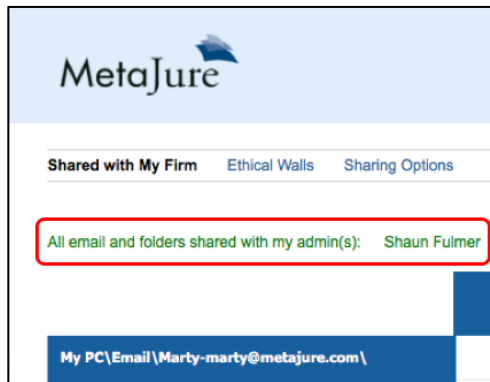 MetaJure
Shared with My Firm Ethical Walls Sharing Options
All email and folders shared with my admin(s): Shaun Fulmer
My PC\Email\Marty-marty@metajure.com\